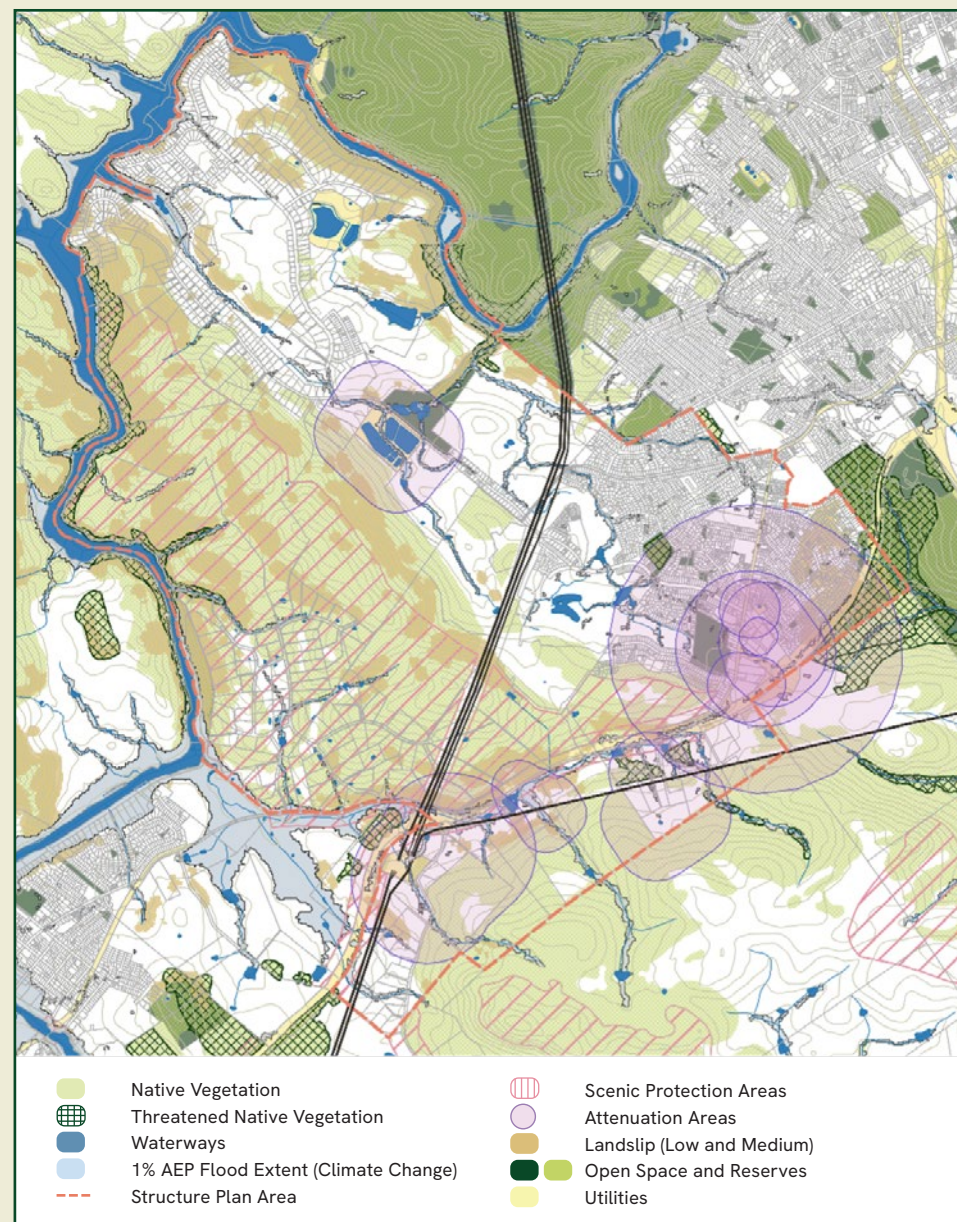 Native Vegetation
Threatened Native Vegetation
Waterways
1% AEP Flood Extent (Climate Change)
Structure Plan Area
Scenic Protection Areas
Attenuation Areas
Landslip (Low and Medium)
Open Space and Reserves
Utilities